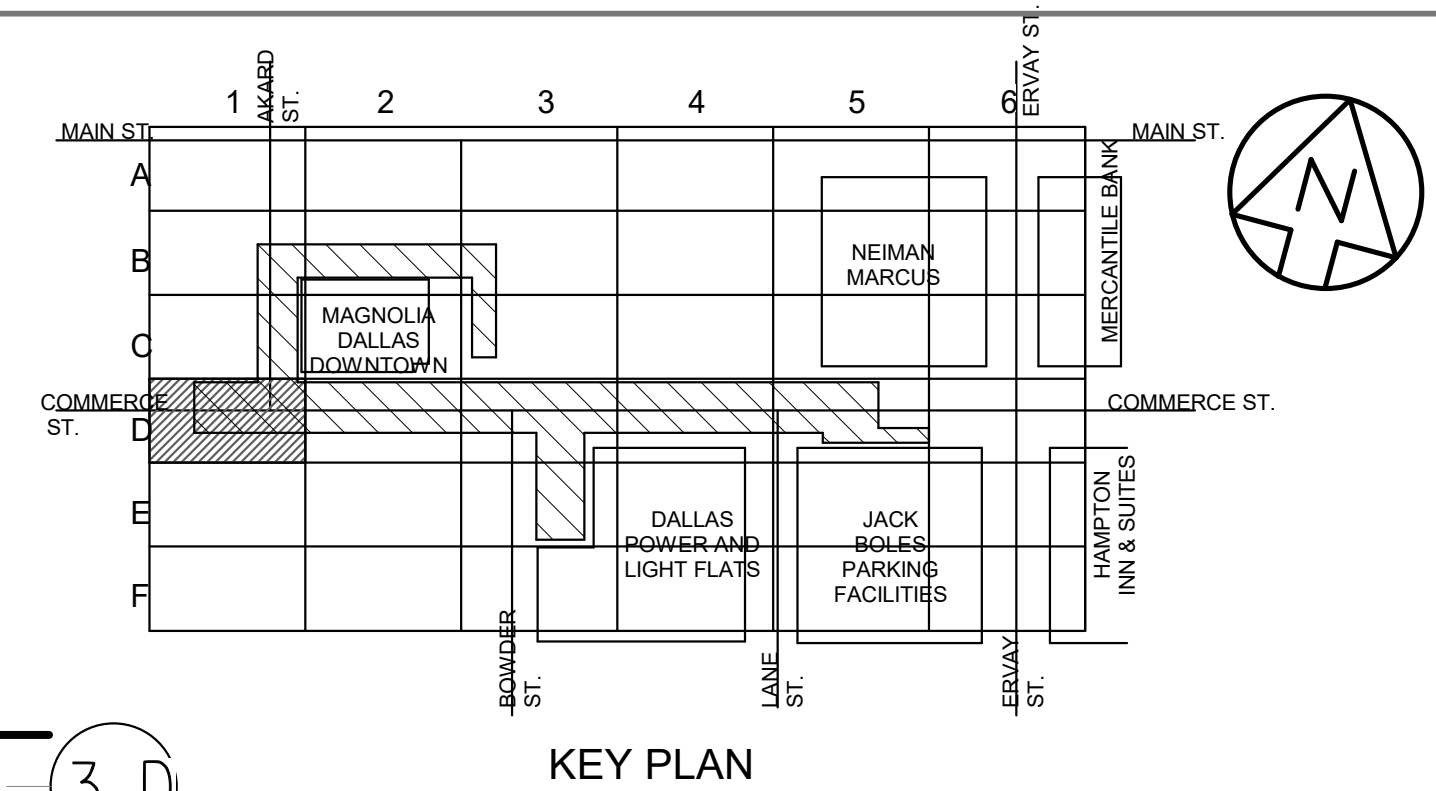 ERVAY ST.
AKARD
ST.
1 2 3 4 5 6
MAIN ST. MAIN ST.
A
B
C
D
E
F
N
MERCANTILE BANK
NEIMAN
MARCUS
MAGNOLIA
DALLAS
DOWNTOWN
COMMERCE
ST.
COMMERCE ST.
DALLAS
POWER AND
LIGHT FLATS
JACK
BOLES
PARKING
FACILITIES
HAMPTON
INN & SUITES
BOWDER
ST.
LANE
ST.
ERVAY
ST.
KEY PLAN
3 D